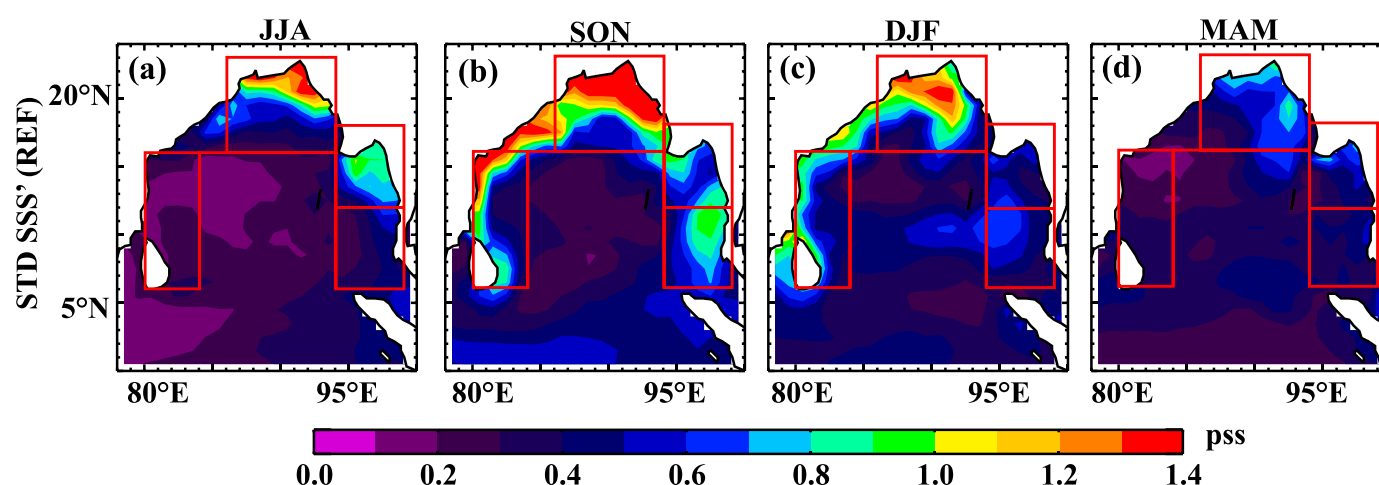 JJA SON DJF MAM
(a) (b) (c) (d)
20°N
5°N
STD SSS' (REF)
80°E 95°E 80°E 95°E 80°E 95°E 80°E 95°E
pss
0.0 0.2 0.4 0.6 0.8 1.0 1.2 1.4